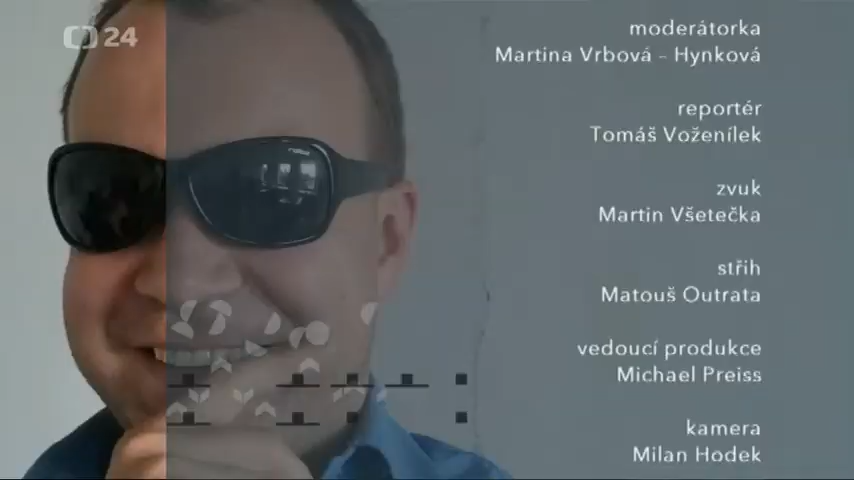 24
moderátorka
Martina Vrbová - Hynková
reportér
Tomáš Voženílek
zvuk
Martin Všetečka
střih
Matouš Outrata
vedoucí produkce
Michael Preiss
kamera
Milan Hodek